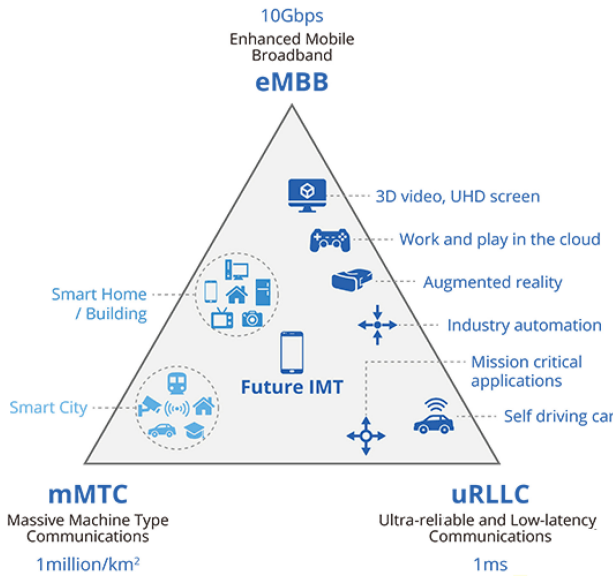 10Gbps
Enhanced Mobile
Broadband
eMBB
3D video, UHD screen
Work and play in the cloud
Augmented reality
Smart Home
/ Building
Industry automation
Mission critical
applications
Future IMT
Smart City
Self driving car
mMTC
Massive Machine Type
Communications
1million/km²
uRLLC
Ultra-reliable and Low-latency
Communications
1ms